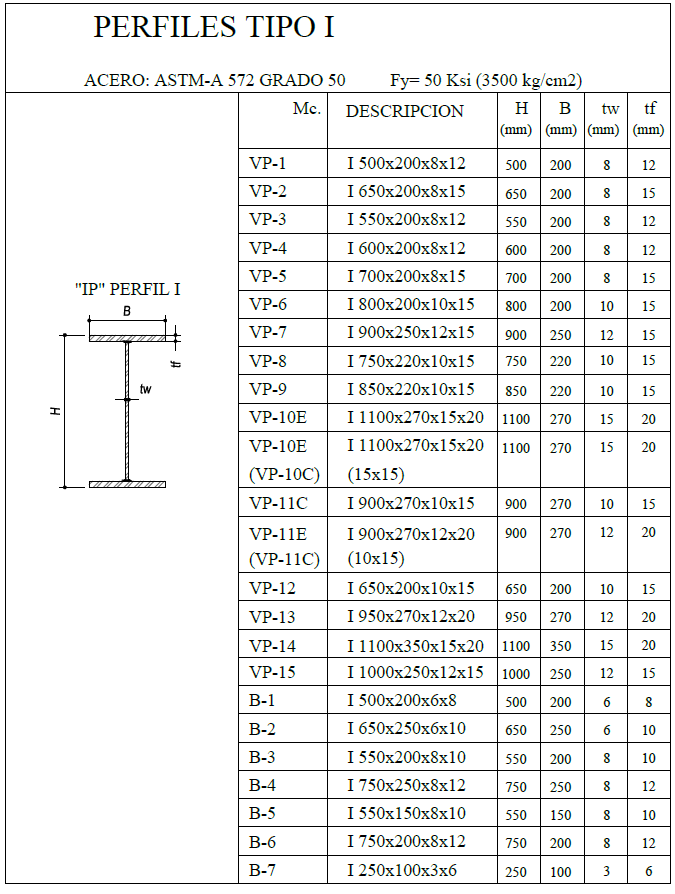 PERFILES TIPO I
ACERO: ASTM-A 572 GRADO 50 Fy= 50 Ksi (3500 kg/cm2)
Mc. DESCRIPCION H B tw tf
(mm) (mm) (mm) (mm)
VP-1 I 500x200x8x12 500 200 8 12
VP-2 I 650x200x8x15 650 200 8 15
VP-3 I 550x200x8x12 550 200 8 12
VP-4 I 600x200x8x12 600 200 8 12
VP-5 I 700x200x8x15 700 200 8 15
VP-6 I 800x200x10x15 800 200 10 15
VP-7 I 900x250x12x15 900 250 12 15
VP-8 I 750x220x10x15 750 220 10 15
VP-9 I 850x220x10x15 850 220 10 15
VP-10E I 1100x270x15x20 1100 270 15 20
VP-10E I 1100x270x15x20 1100 270 15 20
(VP-10C) (15x15)
VP-11C I 900x270x10x15 900 270 10 15
VP-11E I 900x270x12x20 900 270 12 20
(VP-11C) (10x15)
VP-12 I 650x200x10x15 650 200 10 15
VP-13 I 950x270x12x20 950 270 12 20
VP-14 I 1100x350x15x20 1100 350 15 20
VP-15 I 1000x250x12x15 1000 250 12 15
B-1 I 500x200x6x8 500 200 6 8
B-2 I 650x250x6x10 650 250 6 10
B-3 I 550x200x8x10 550 200 8 10
B-4 I 750x250x8x12 750 250 8 12
B-5 I 550x150x8x10 550 150 8 10
B-6 I 750x200x8x12 750 200 8 12
B-7 I 250x100x3x6 250 100 3 6
"IP" PERFIL I
B
tf
tw
H